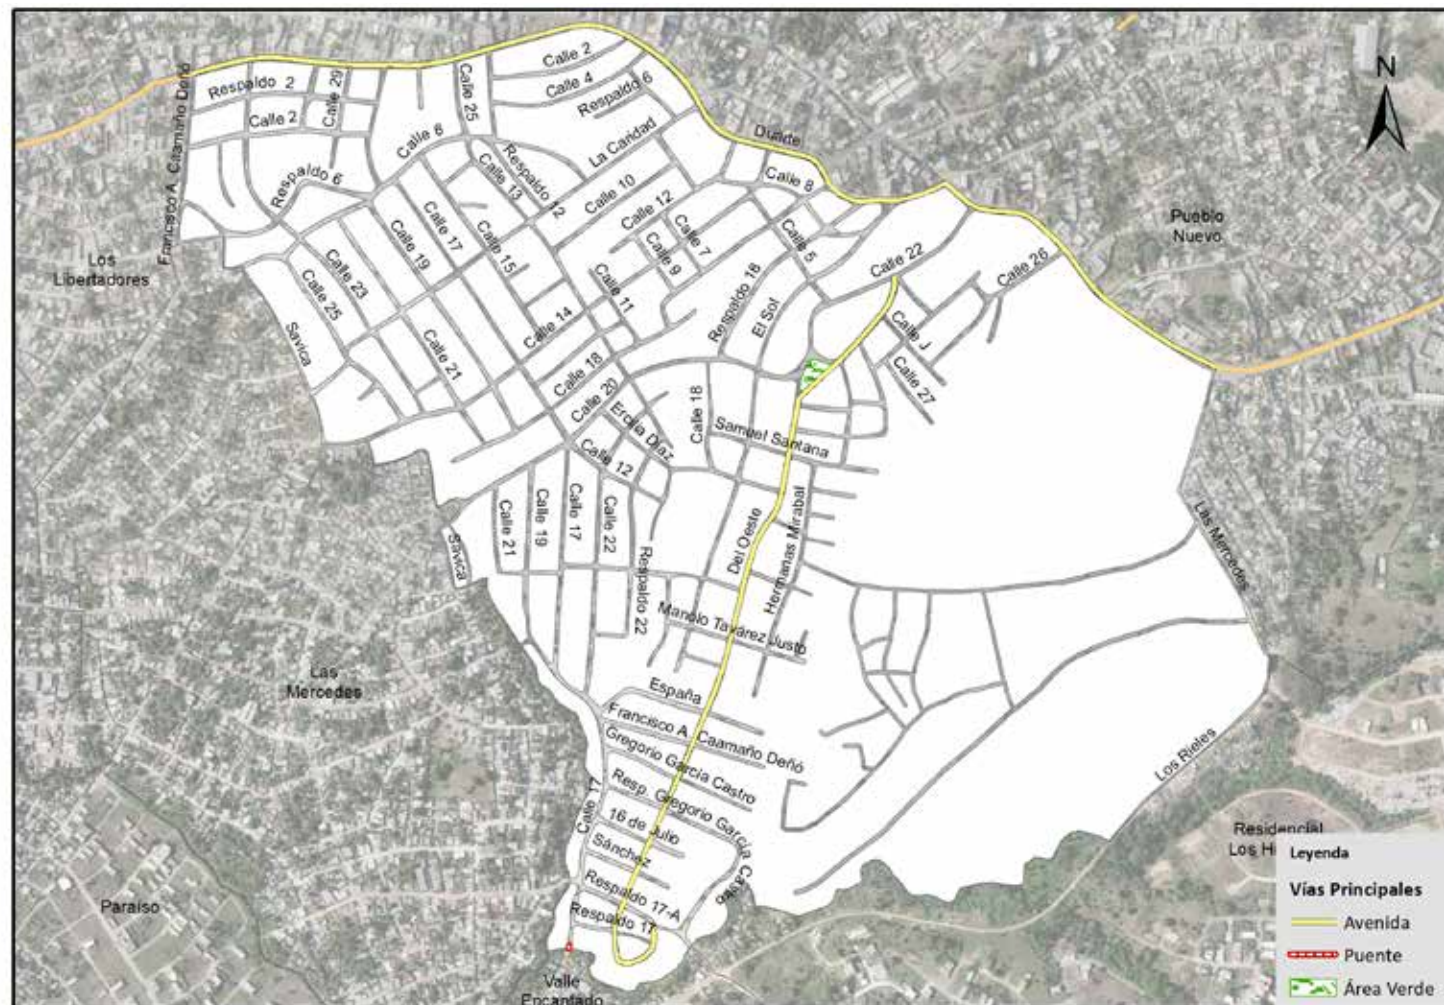 N
Calle 2
Calle 4
Respaldo 6
Calle 29
Respaldo 2
Calle 25
Calle 2
Francisco A. Caamaño Deñó
Calle 6
La Caridad
Duarte
Calle 13
Respaldo 12
Respaldo 6
Calle 10
Calle 8
Calle 12
Calle 7
Calle 17
Calle 19
Calle 15
Calle 9
Calle 5
Pueblo
Nuevo
Los
Libertadores
Calle 23
Calle 25
Calle 11
Calle 22
Calle 26
Respaldo 18
El Sol
Savica
Calle 14
Calle J
Calle 21
Calle 18
Calle 27
Calle 20
Calle 18
Ercilia Díaz
Samuel Santana
Calle 12
Calle 21
Calle 19
Calle 17
Calle 22
Savica
Respaldo 22
Del Oeste
Hermanas Mirabal
Las Mercedes
Manolo Tavárez Justo
Las
Mercedes
España
Francisco A. Caamaño Deñó
Gregorio García Castro
Los Rieles
Resp. Gregorio García Castro
Calle 17
16 de Julio
Sánchez
Respaldo 17-A
Respaldo 17
Paraíso
Valle
Encantado
Residencial
Los
Leyenda
Vías Principales
Avenida
Puente
Área Verde